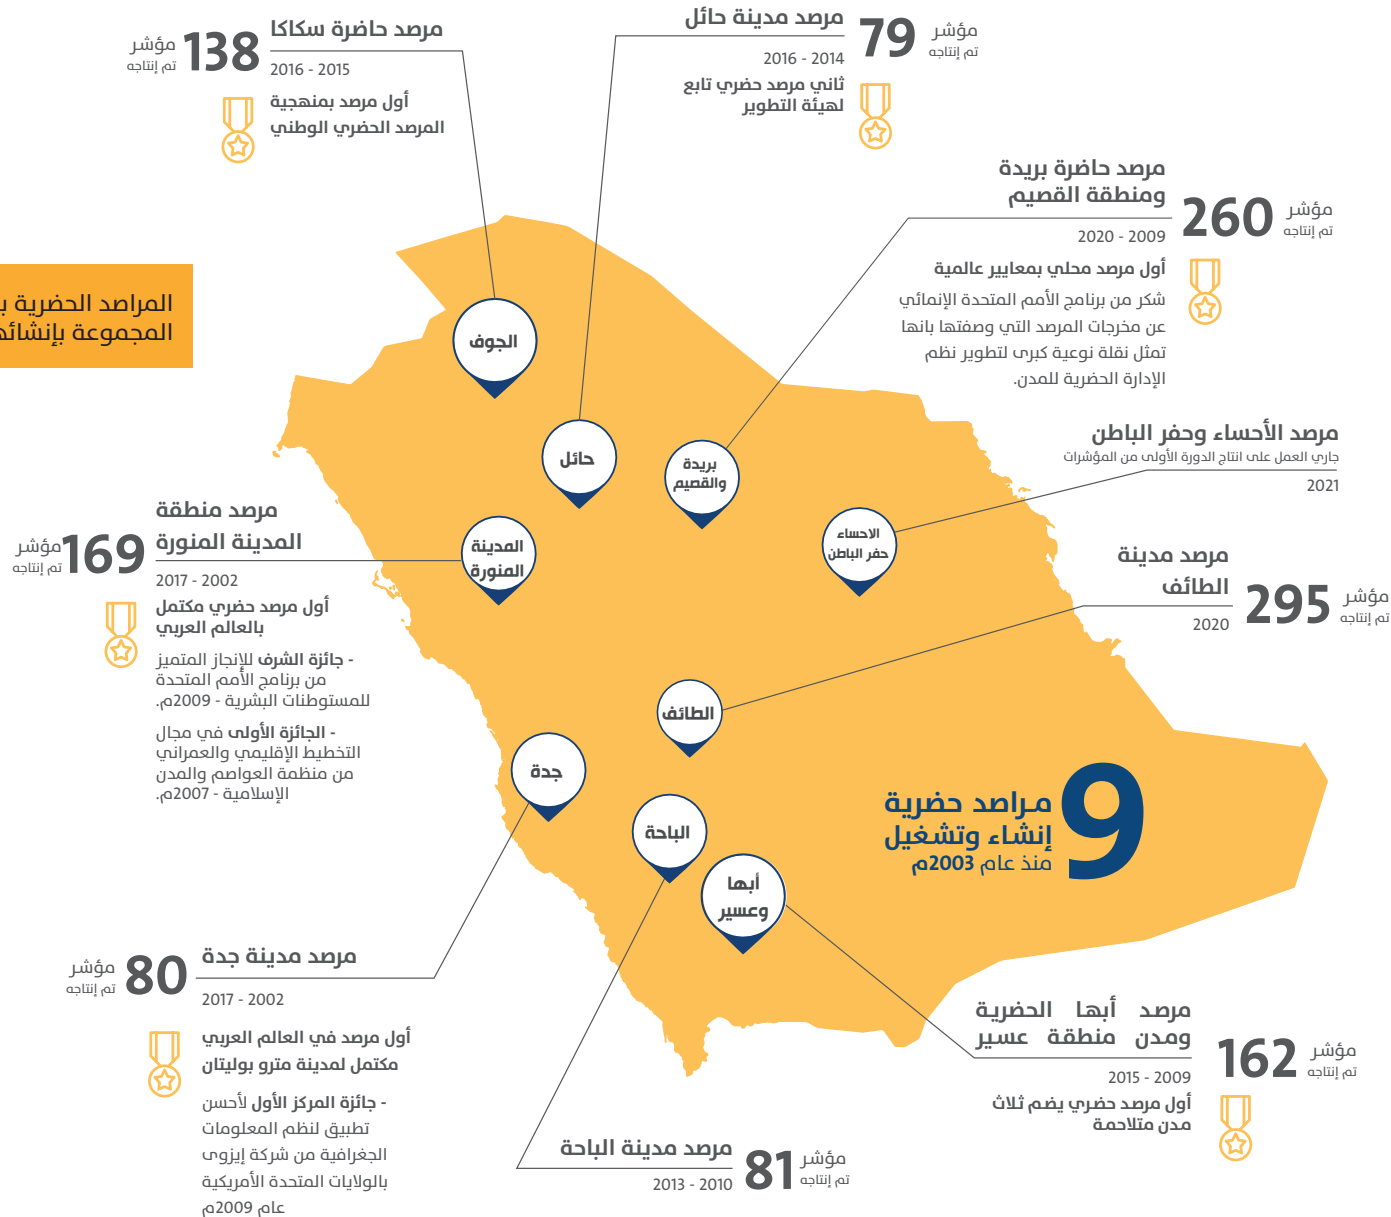 مرصد مدينة حائل
79
مؤشر
تم إنتاجه
2016 - 2014
ثاني مرصد حضري تابع
لهيئة التطوير
مرصد حاضرة سكاكا
138
مؤشر
تم إنتاجه
2016 - 2015
أول مرصد بمنهجية
المرصد الحضري الوطني
مرصد حاضرة بريدة
ومنطقة القصيم
260
مؤشر
تم إنتاجه
2020 - 2009
أول مرصد محلي بمعايير عالمية
شكر من برنامج الأمم المتحدة الإنمائي
عن مخرجات المرصد التي وصفتها بانها
تمثل نقلة نوعية كبرى لتطوير نظم
الإدارة الحضرية للمدن.
المراصد الحضرية
المجموعة
الجوف
حائل
بريدة
والقصيم
مرصد الأحساء وحفر الباطن
جاري العمل على انتاج الدورة الأولى من المؤشرات
2021
الاحساء
حفر الباطن
المدينة
المنورة
مرصد منطقة
المدينة المنورة
169
مؤشر
تم إنتاجه
2017 - 2002
أول مرصد حضري مكتمل
بالعالم العربي
- جائزة الشرف للإنجاز المتميز
من برنامج الأمم المتحدة
للمستوطنات البشرية - 2009م.
- الجائزة الأولى في مجال
التخطيط الإقليمي والعمراني
من منظمة العواصم والمدن
الإسلامية - 2007م.
مرصد مدينة
الطائف
295
مؤشر
تم إنتاجه
2020
الطائف
جدة
الباحة
أبها
وعسير
9
مراصد حضرية
إنشاء وتشغيل
منذ عام 2003م
مرصد مدينة جدة
80
مؤشر
تم إنتاجه
2017 - 2002
أول مرصد في العالم العربي
مكتمل لمدينة مترو بوليتان
- جائزة المركز الأول لأحسن
تطبيق لنظم المعلومات
الجغرافية من شركة إيزوى
بالولايات المتحدة الأمريكية
عام 2009م
مرصد أبها الحضرية
ومدن منطقة عسير
162
مؤشر
تم إنتاجه
2015 - 2009
أول مرصد حضري يضم ثلاث
مدن متلاحمة
مرصد مدينة الباحة
81
مؤشر
تم إنتاجه
2013 - 2010